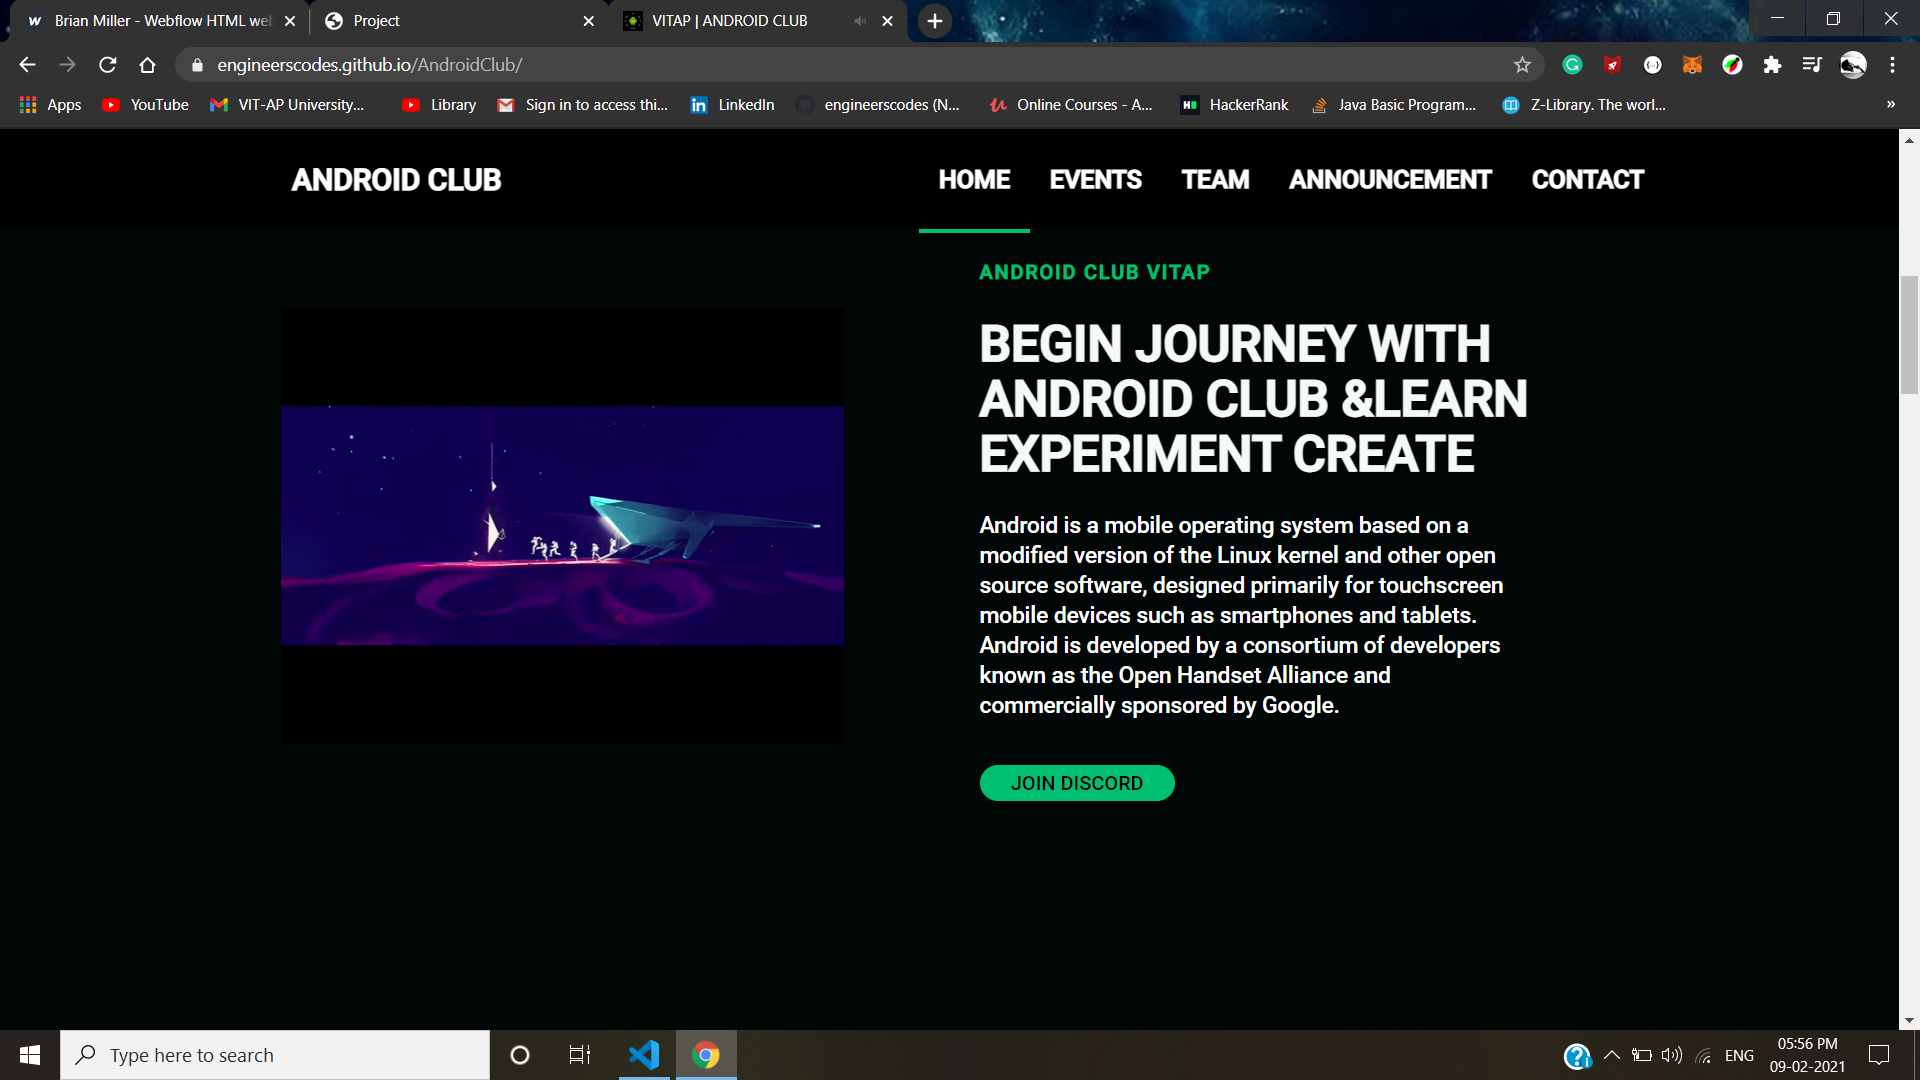 Brian Miller - Webflow HTML web
Project
VITAP | ANDROID CLUB
engineerscodes.github.io/AndroidClub/
Apps
YouTube
VIT-AP University...
Library
Sign in to access thi...
LinkedIn
engineerscodes (N...
Online Courses - A...
HackerRank
Java Basic Program...
Z-Library. The worl...
»
ANDROID CLUB
HOME
EVENTS
TEAM
ANNOUNCEMENT
CONTACT
ANDROID CLUB VITAP
BEGIN JOURNEY WITH
ANDROID CLUB &LEARN
EXPERIMENT CREATE
Android is a mobile operating system based on a
modified version of the Linux kernel and other open
source software, designed primarily for touchscreen
mobile devices such as smartphones and tablets.
Android is developed by a consortium of developers
known as the Open Handset Alliance and
commercially sponsored by Google.
JOIN DISCORD
Type here to search
ENG
05:56 PM
09-02-2021